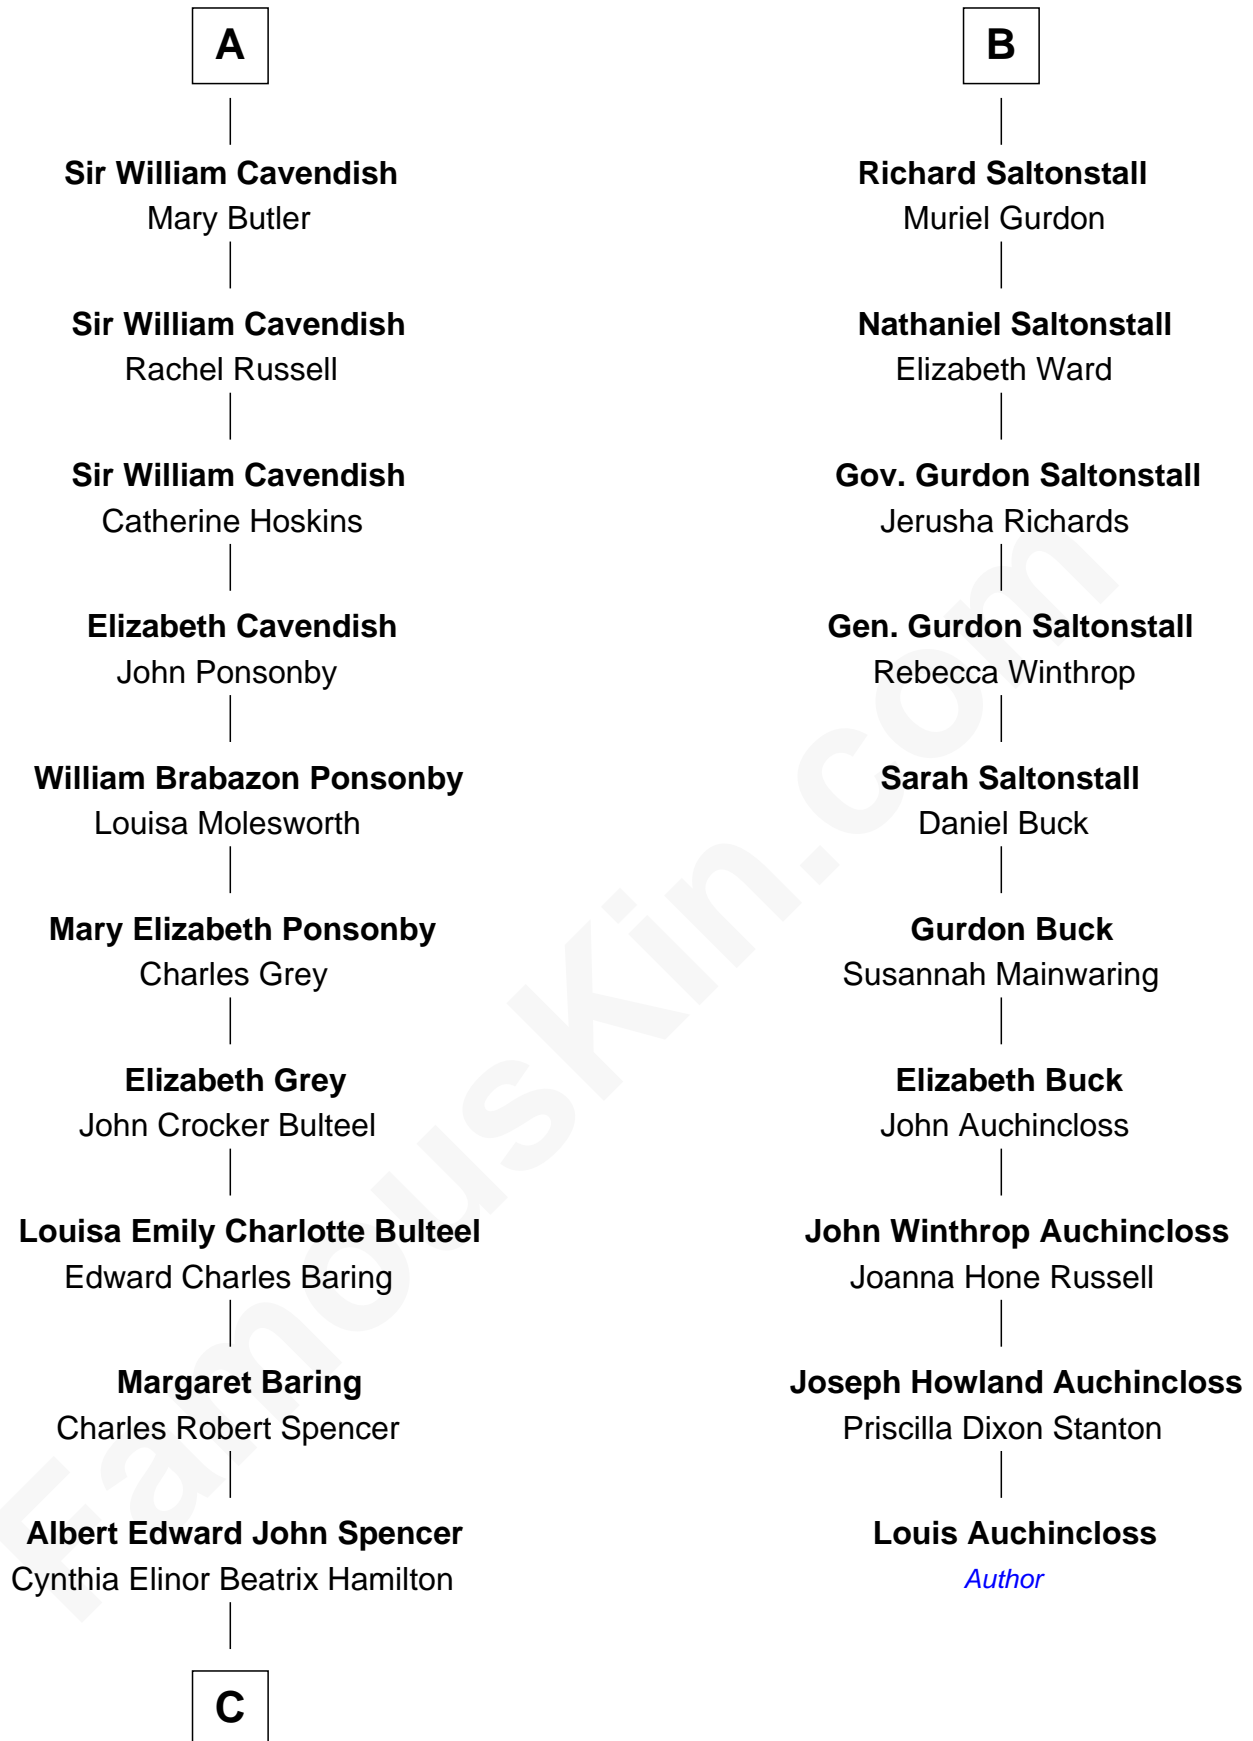 A
Sir William Cavendish
Mary Butler
Sir William Cavendish
Rachel Russell
Sir William Cavendish
Catherine Hoskins
Elizabeth Cavendish
John Ponsonby
William Brabazon Ponsonby
Louisa Molesworth
Mary Elizabeth Ponsonby
Charles Grey
Elizabeth Grey
John Crocker Bulteel
Louisa Emily Charlotte Bulteel
Edward Charles Baring
Margaret Baring
Charles Robert Spencer
Albert Edward John Spencer
Cynthia Elinor Beatrix Hamilton
C
B
Richard Saltonstall
Muriel Gurdon
Nathaniel Saltonstall
Elizabeth Ward
Gov. Gurdon Saltonstall
Jerusha Richards
Gen. Gurdon Saltonstall
Rebecca Winthrop
Sarah Saltonstall
Daniel Buck
Gurdon Buck
Susannah Mainwaring
Elizabeth Buck
John Auchincloss
John Winthrop Auchincloss
Joanna Hone Russell
Joseph Howland Auchincloss
Priscilla Dixon Stanton
Louis Auchincloss
Author
FamousKin.com